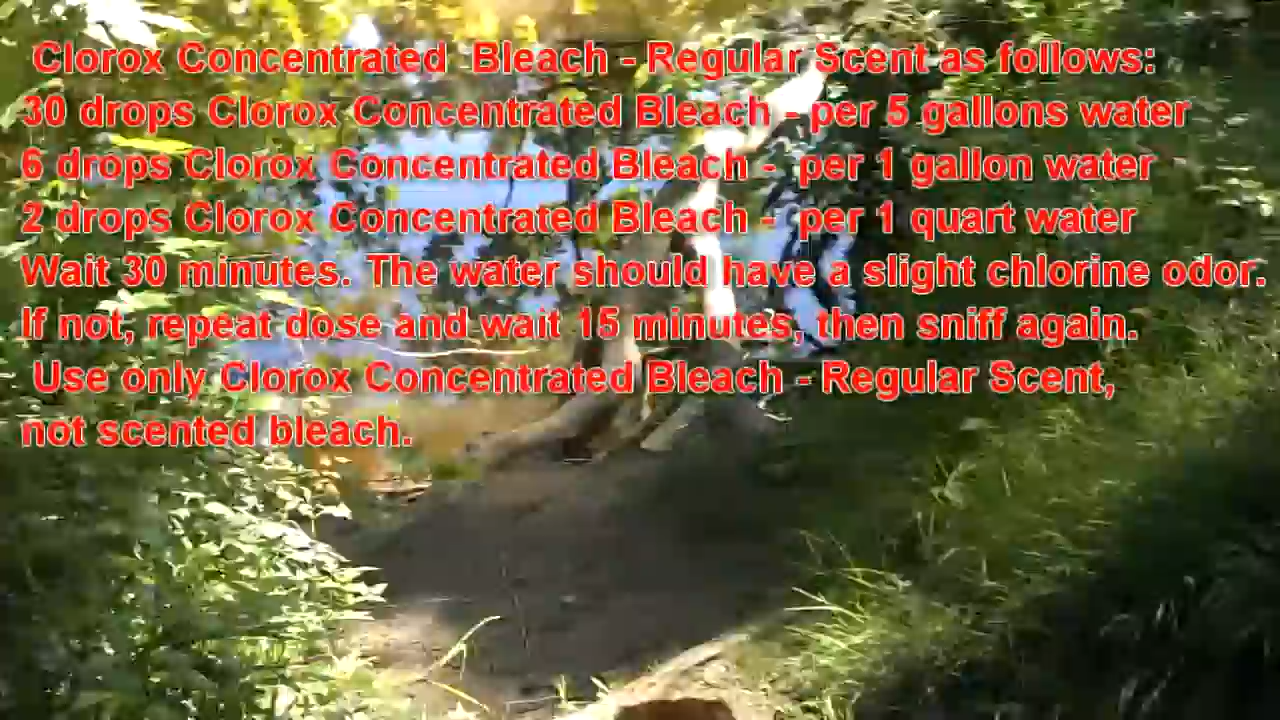 Clorox Concentrated Bleach - Regular Scent as follows:
30 drops Clorox Concentrated Bleach - per 5 gallons water
6 drops Clorox Concentrated Bleach - per 1 gallon water
2 drops Clorox Concentrated Bleach - per 1 quart water
Wait 30 minutes. The water should have a slight chlorine odor.
If not, repeat dose and wait 15 minutes, then sniff again.
Use only Clorox Concentrated Bleach - Regular Scent,
not scented bleach.